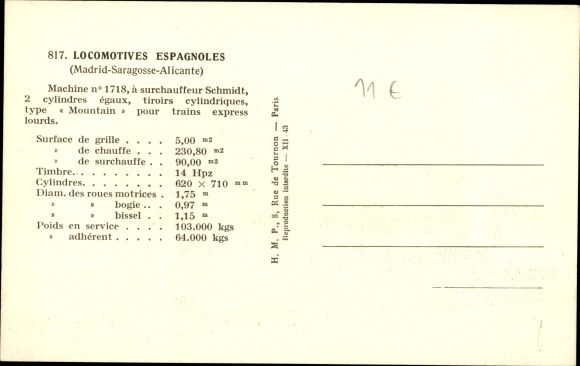 817. LOCOMOTIVES ESPAGNOLES
(Madrid-Saragosse-Alicante)
Machine nº 1718, à surchauffeur Schmidt,
2 cylindres égaux, tiroirs cylindriques,
type « Mountain » pour trains express
lourds.
Surface de grille . . . . 5,00 m2
» de chauffe . . . 230,80 m2
» de surchauffe . . 90,00 m2
Timbre. . . . . . . . 14 Hpz
Cylindres. . . . . . . . 620 × 710 mm
Diam. des roues motrices . 1,75 m
» » bogie . . . 0,97 m
» » bissel . . 1,15 m
Poids en service . . . . 103.000 kgs
» adhérent . . . . . 64.000 kgs
H. M. P., 8, Rue de Tournon — Paris
Reproduction interdite — XII 43
11 €